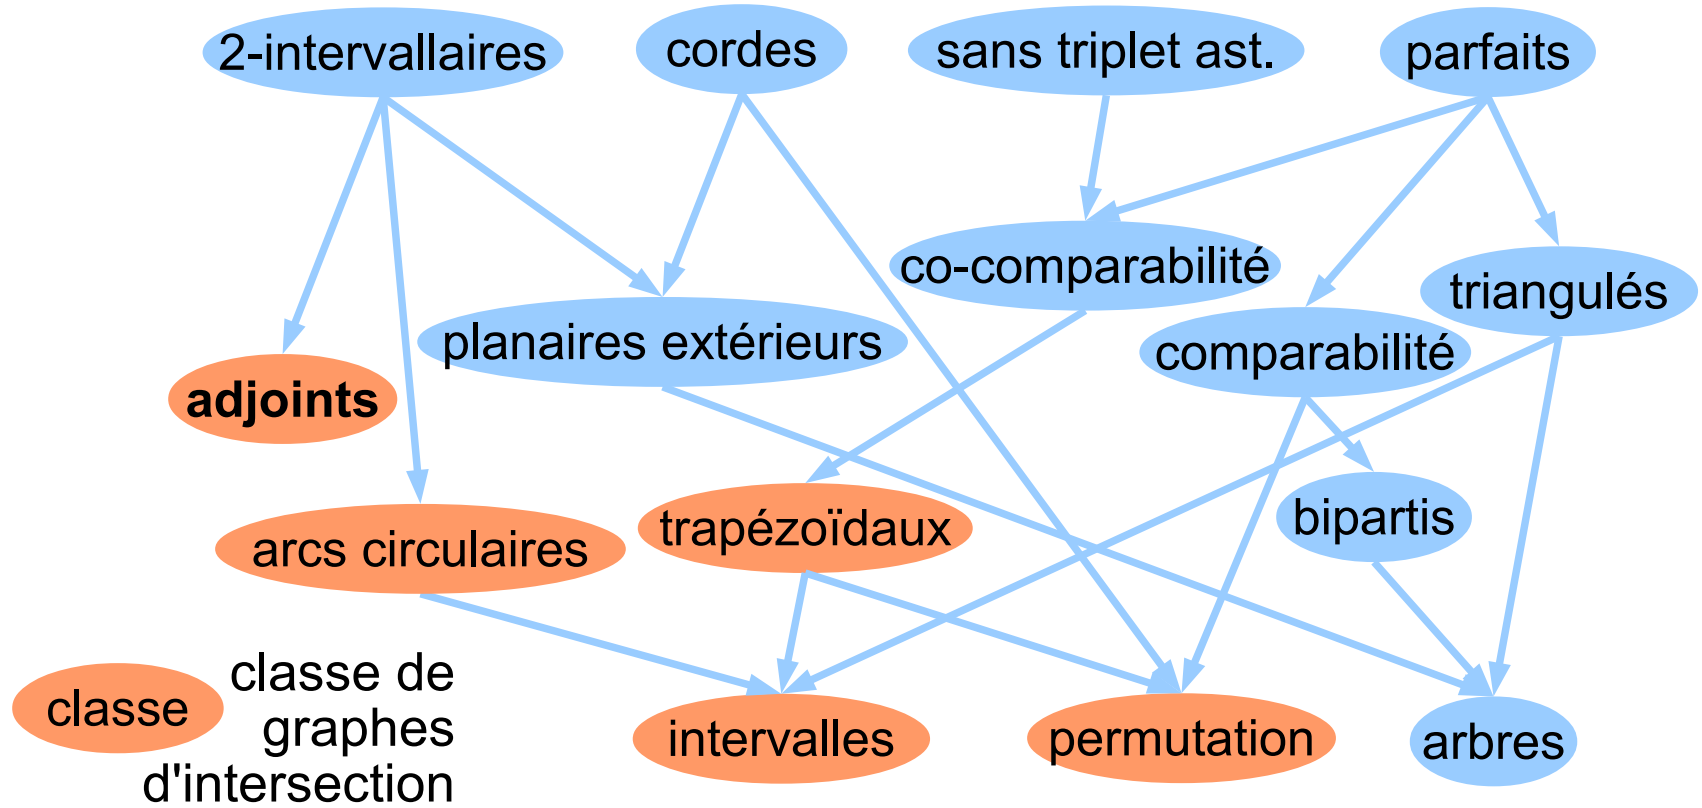 2-intervallaires
cordes
sans triplet ast.
parfaits
co-comparabilité
triangulés
planaires extérieurs
comparabilité
adjoints
bipartis
trapézoïdaux
arcs circulaires
classe
classe de
graphes
d'intersection
intervalles
permutation
arbres